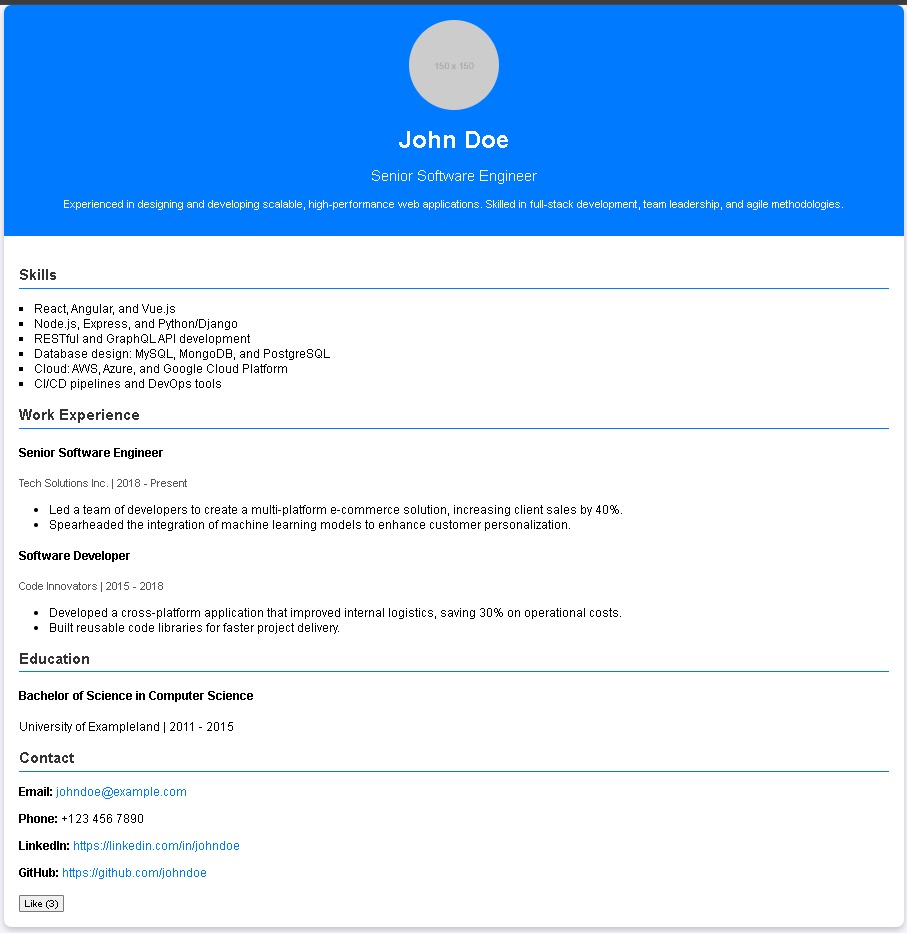 150 x 150
John Doe
Senior Software Engineer
Experienced in designing and developing scalable, high-performance web applications. Skilled in full-stack development, team leadership, and agile methodologies.
Skills
React, Angular, and Vue.js
Node.js, Express, and Python/Django
RESTful and GraphQL API development
Database design: MySQL, MongoDB, and PostgreSQL
Cloud: AWS, Azure, and Google Cloud Platform
CI/CD pipelines and DevOps tools
Work Experience
Senior Software Engineer
Tech Solutions Inc. | 2018 - Present
Led a team of developers to create a multi-platform e-commerce solution, increasing client sales by 40%.
Spearheaded the integration of machine learning models to enhance customer personalization.
Software Developer
Code Innovators | 2015 - 2018
Developed a cross-platform application that improved internal logistics, saving 30% on operational costs.
Built reusable code libraries for faster project delivery.
Education
Bachelor of Science in Computer Science
University of Exampleland | 2011 - 2015
Contact
Email: johndoe@example.com
Phone: +123 456 7890
LinkedIn: https://linkedin.com/in/johndoe
GitHub: https://github.com/johndoe
Like (3)